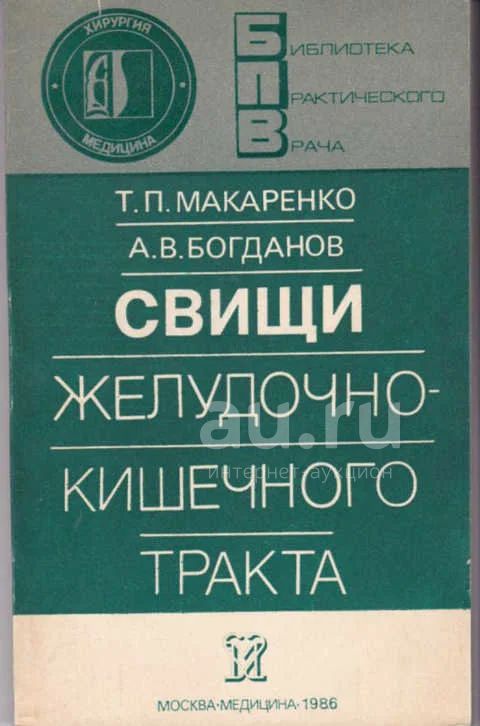 ХИРУРГИЯ
МЕДИЦИНА
БИБЛИОТЕКА
ПРАКТИЧЕСКОГО
ВРАЧА
Т.П.МАКАРЕНКО
А.В.БОГДАНОВ
СВИЩИ
ЖЕЛУДОЧНО-
КИШЕЧНОГО
ТРАКТА
au.ru
интернет-аукцион
МОСКВА·МЕДИЦИНА·1986